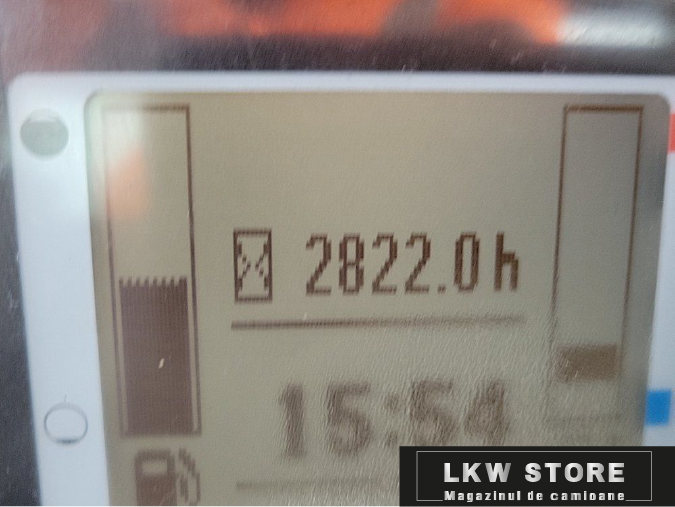 2822.0h
15:54
LKW STORE
Magazinul de camioane